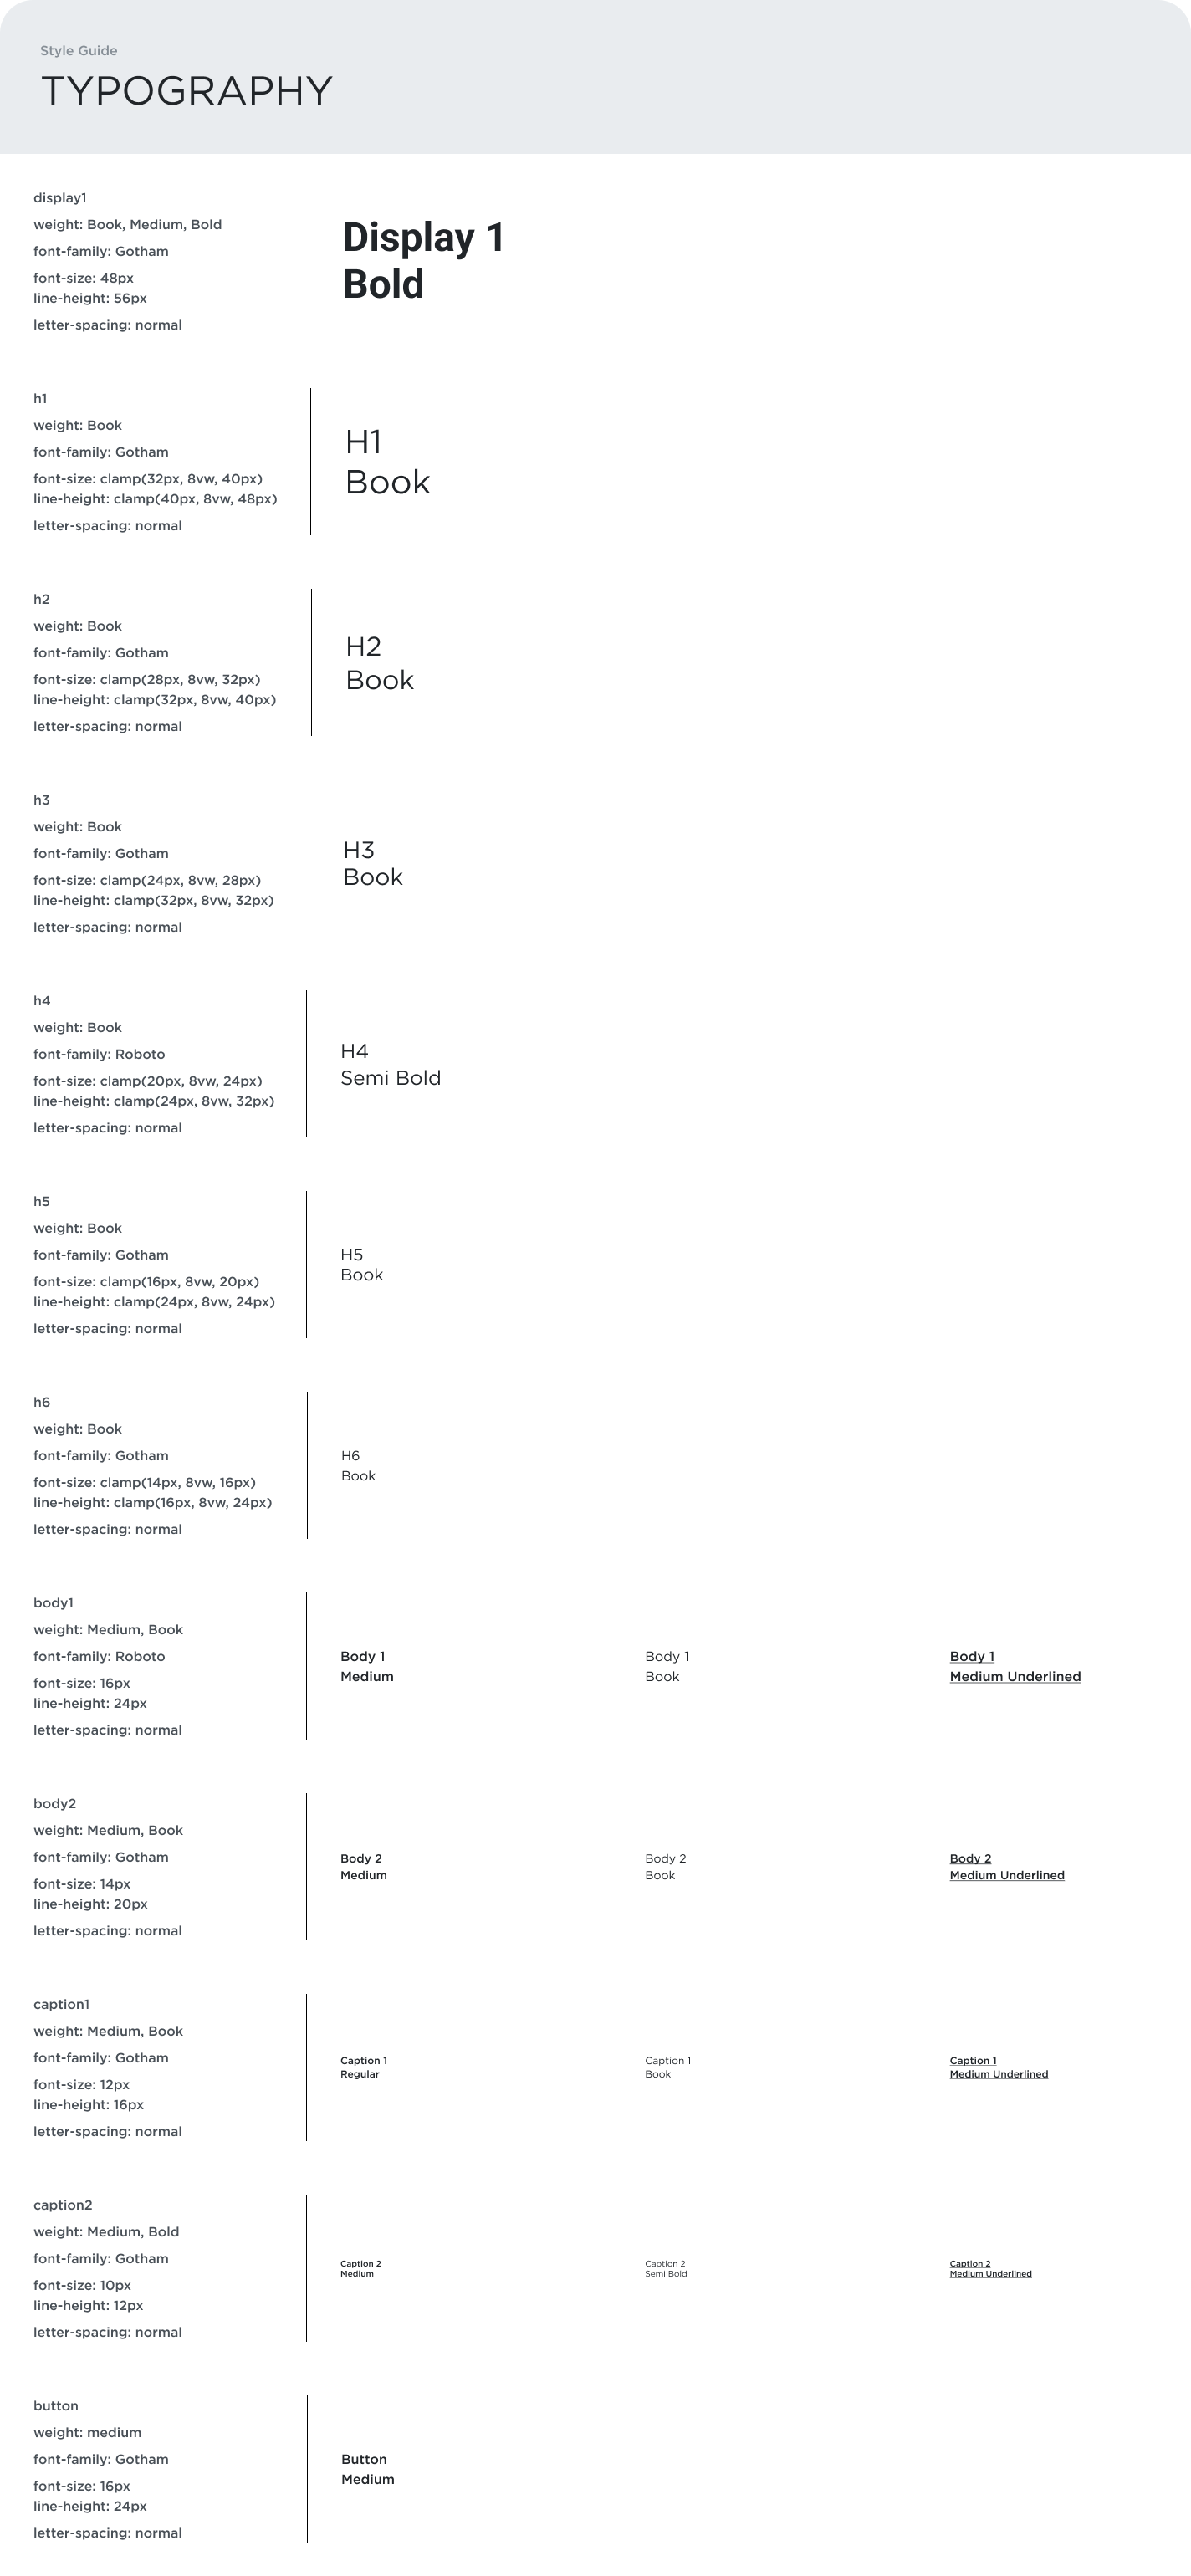 Style Guide
TYPOGRAPHY
display1
weight: Book, Medium, Bold
font-family: Gotham
font-size: 48px
line-height: 56px
letter-spacing: normal
Display 1
Bold
h1
weight: Book
font-family: Gotham
font-size: clamp(32px, 8vw, 40px)
line-height: clamp(40px, 8vw, 48px)
letter-spacing: normal
H1
Book
h2
weight: Book
font-family: Gotham
font-size: clamp(28px, 8vw, 32px)
line-height: clamp(32px, 8vw, 40px)
letter-spacing: normal
H2
Book
h3
weight: Book
font-family: Gotham
font-size: clamp(24px, 8vw, 28px)
line-height: clamp(32px, 8vw, 32px)
letter-spacing: normal
H3
Book
h4
weight: Book
font-family: Roboto
font-size: clamp(20px, 8vw, 24px)
line-height: clamp(24px, 8vw, 32px)
letter-spacing: normal
H4
Semi Bold
h5
weight: Book
font-family: Gotham
font-size: clamp(16px, 8vw, 20px)
line-height: clamp(24px, 8vw, 24px)
letter-spacing: normal
H5
Book
h6
weight: Book
font-family: Gotham
font-size: clamp(14px, 8vw, 16px)
line-height: clamp(16px, 8vw, 24px)
letter-spacing: normal
H6
Book
body1
weight: Medium, Book
font-family: Roboto
font-size: 16px
line-height: 24px
letter-spacing: normal
Body 1
Medium
Body 1
Book
Body 1
Medium Underlined
body2
weight: Medium, Book
font-family: Gotham
font-size: 14px
line-height: 20px
letter-spacing: normal
Body 2
Medium
Body 2
Book
Body 2
Medium Underlined
caption1
weight: Medium, Book
font-family: Gotham
font-size: 12px
line-height: 16px
letter-spacing: normal
Caption 1
Regular
Caption 1
Book
Caption 1
Medium Underlined
caption2
weight: Medium, Bold
font-family: Gotham
font-size: 10px
line-height: 12px
letter-spacing: normal
Caption 2
Medium
Caption 2
Semi Bold
Caption 2
Medium Underlined
button
weight: medium
font-family: Gotham
font-size: 16px
line-height: 24px
letter-spacing: normal
Button
Medium